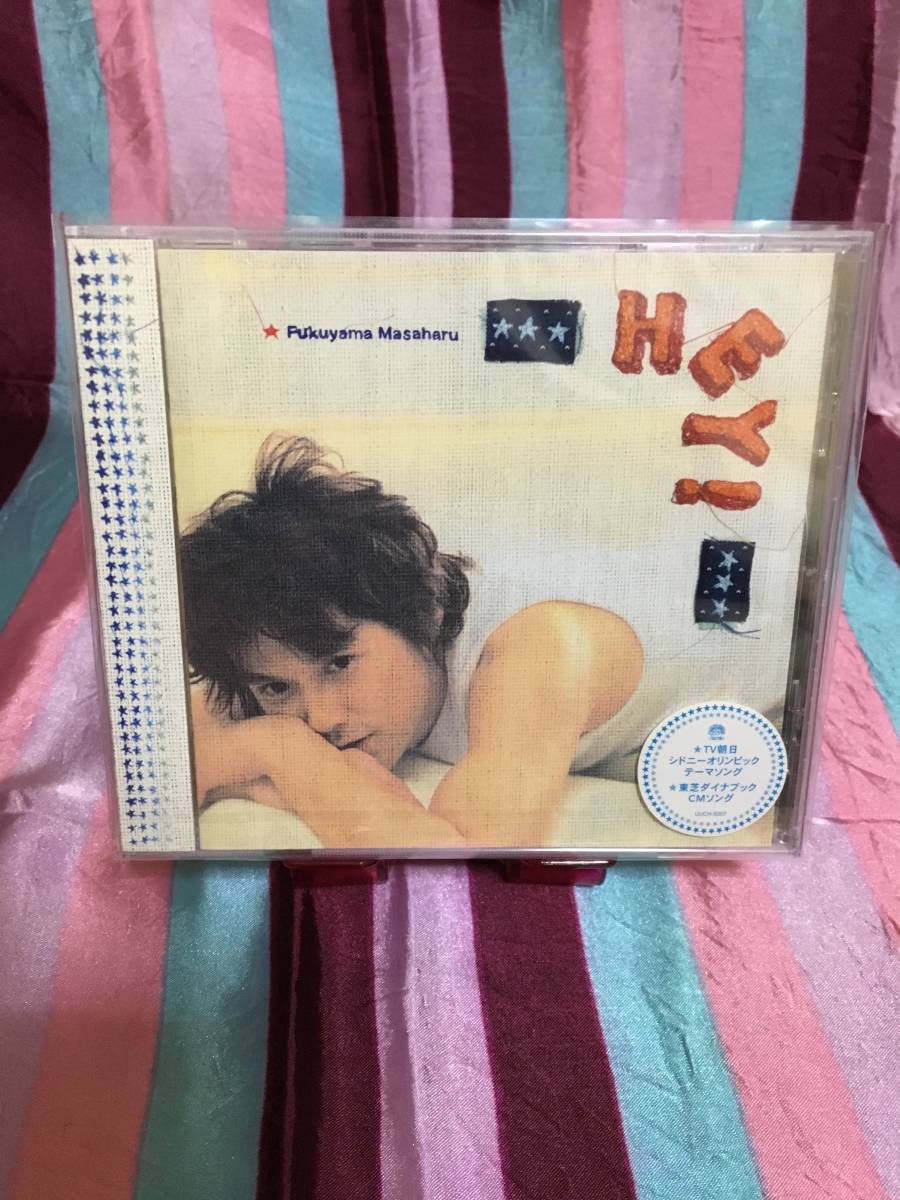 ★ Fukuyama Masaharu
HEY!
★ TV朝日
シドニーオリンピック
テーマソング
★ 東芝ダイナブック
CMソング